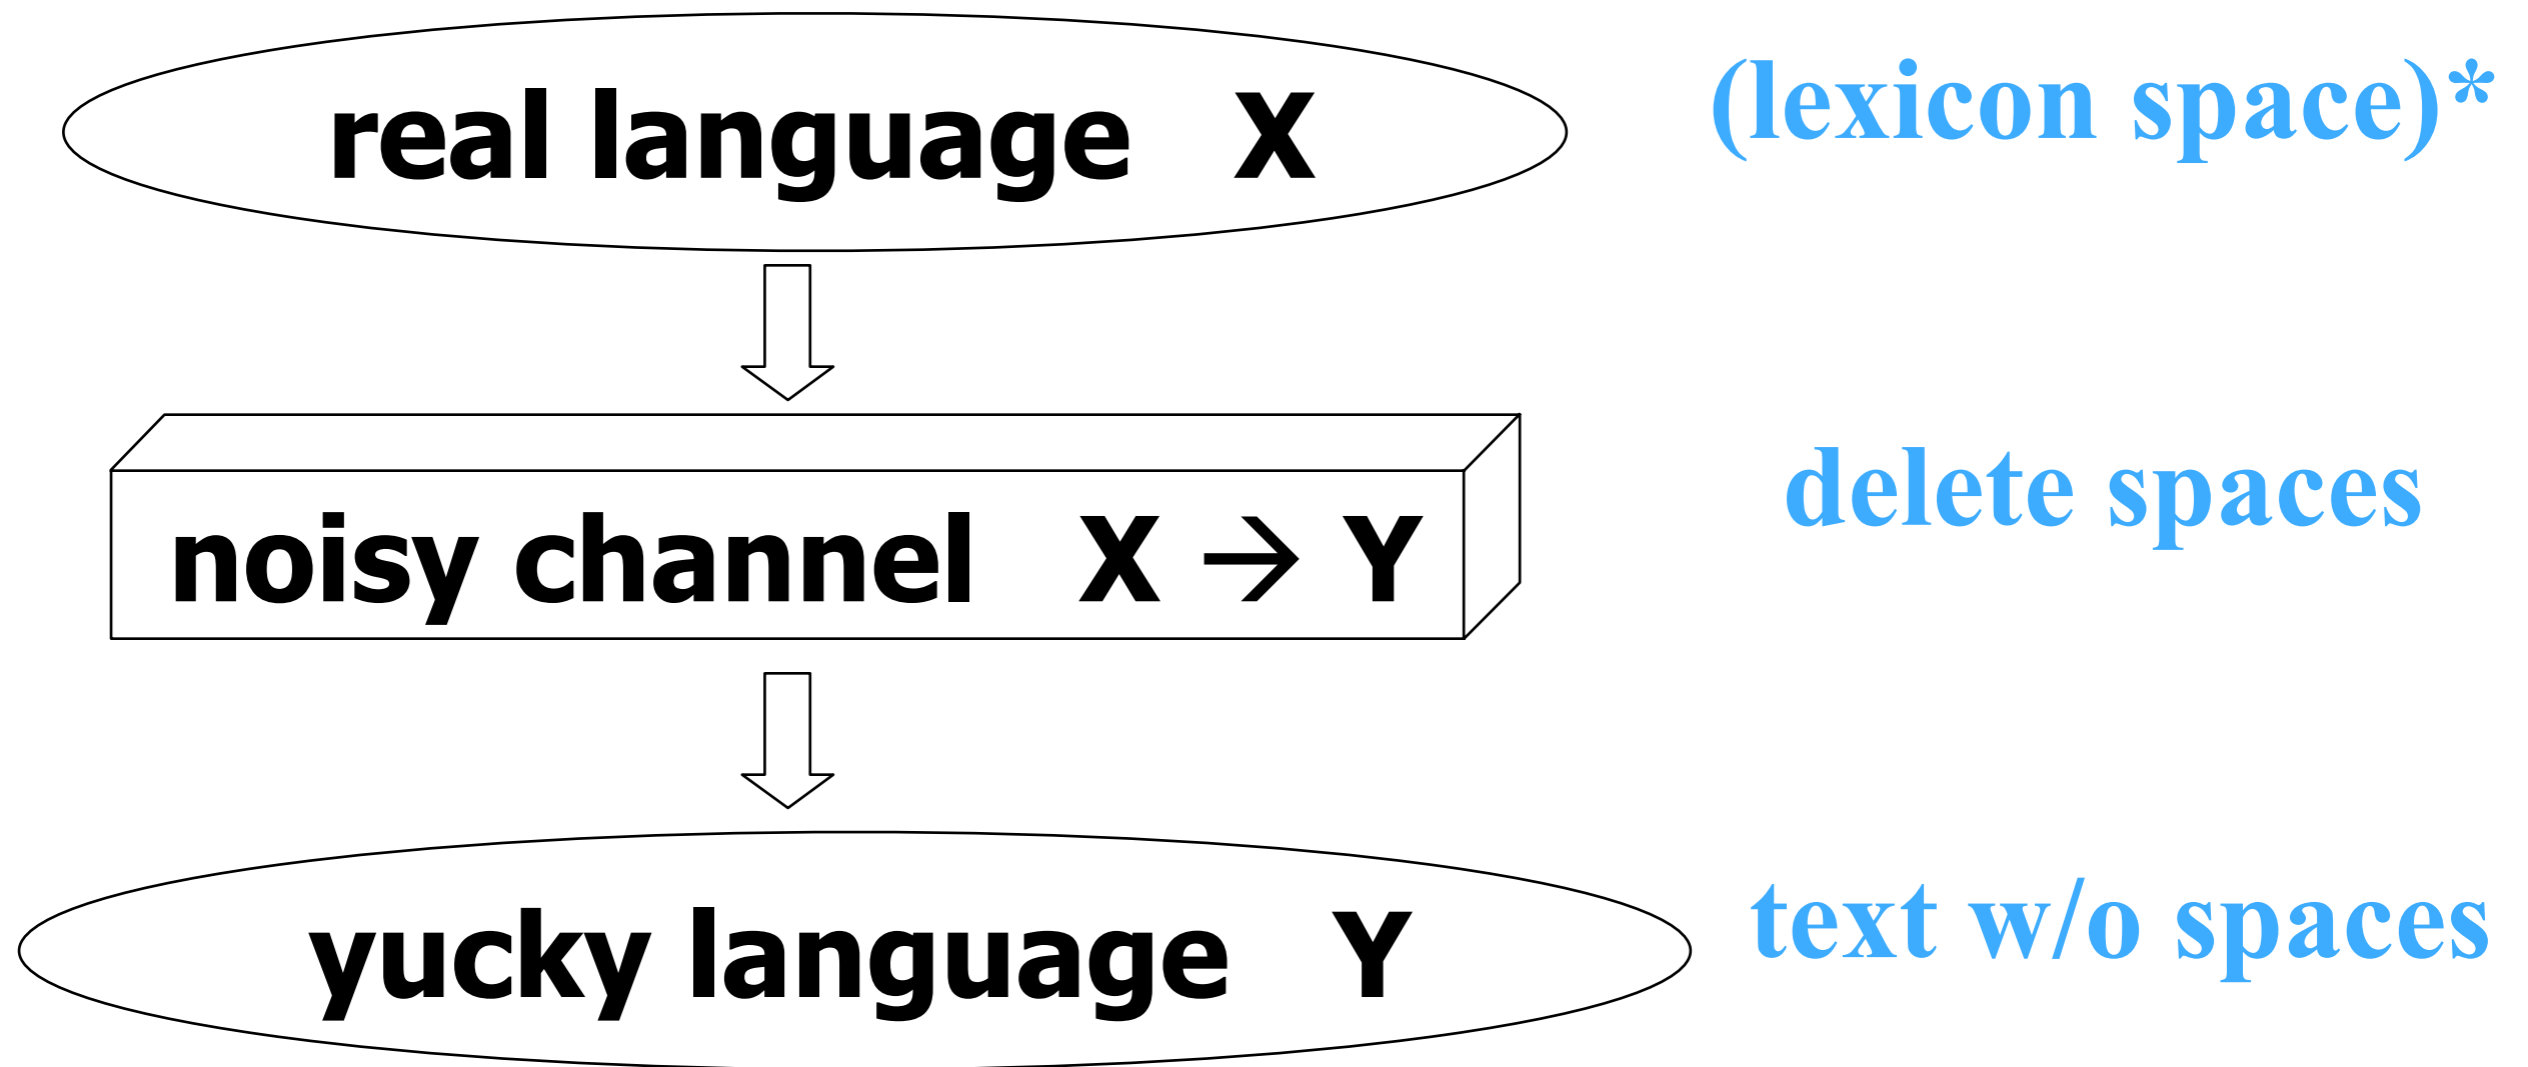 real language X
(lexicon space)*
noisy channel X → Y
delete spaces
yucky language Y
text w/o spaces